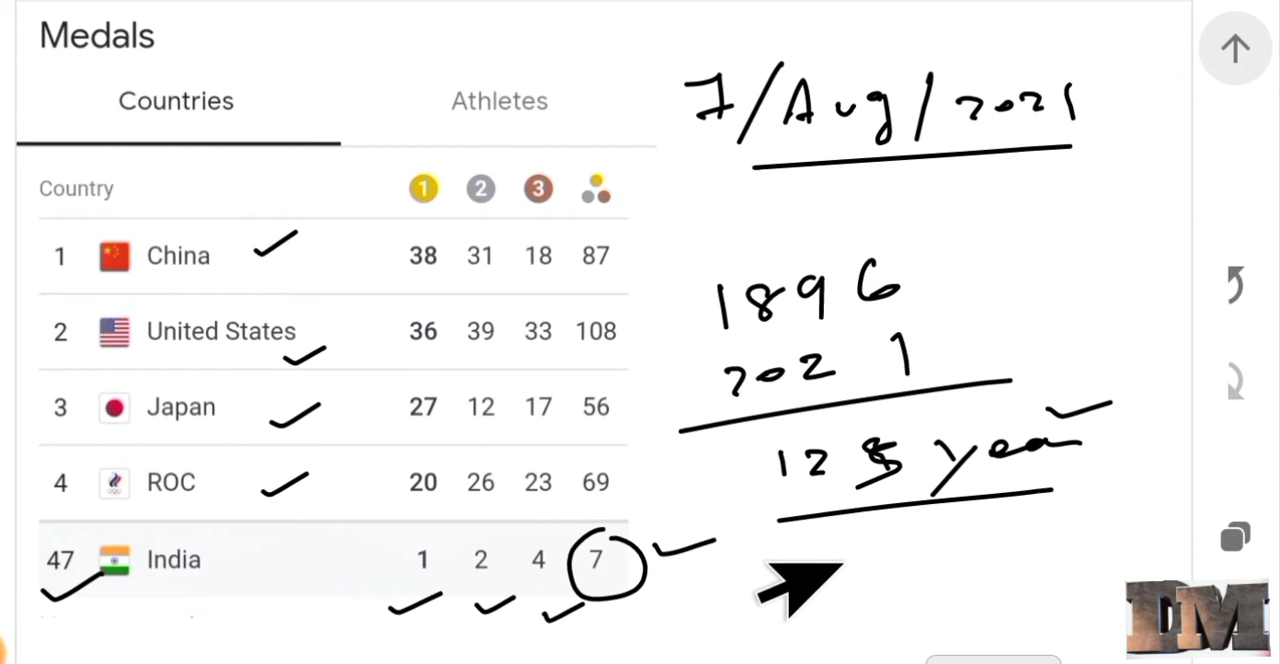 Medals
Countries Athletes
7/Aug/2021
Country 1 2 3
1 China 38 31 18 87
2 United States 36 39 33 108
3 Japan 27 12 17 56
4 ROC 20 26 23 69
47 India 1 2 4 7
1896
2021
125 year
DM